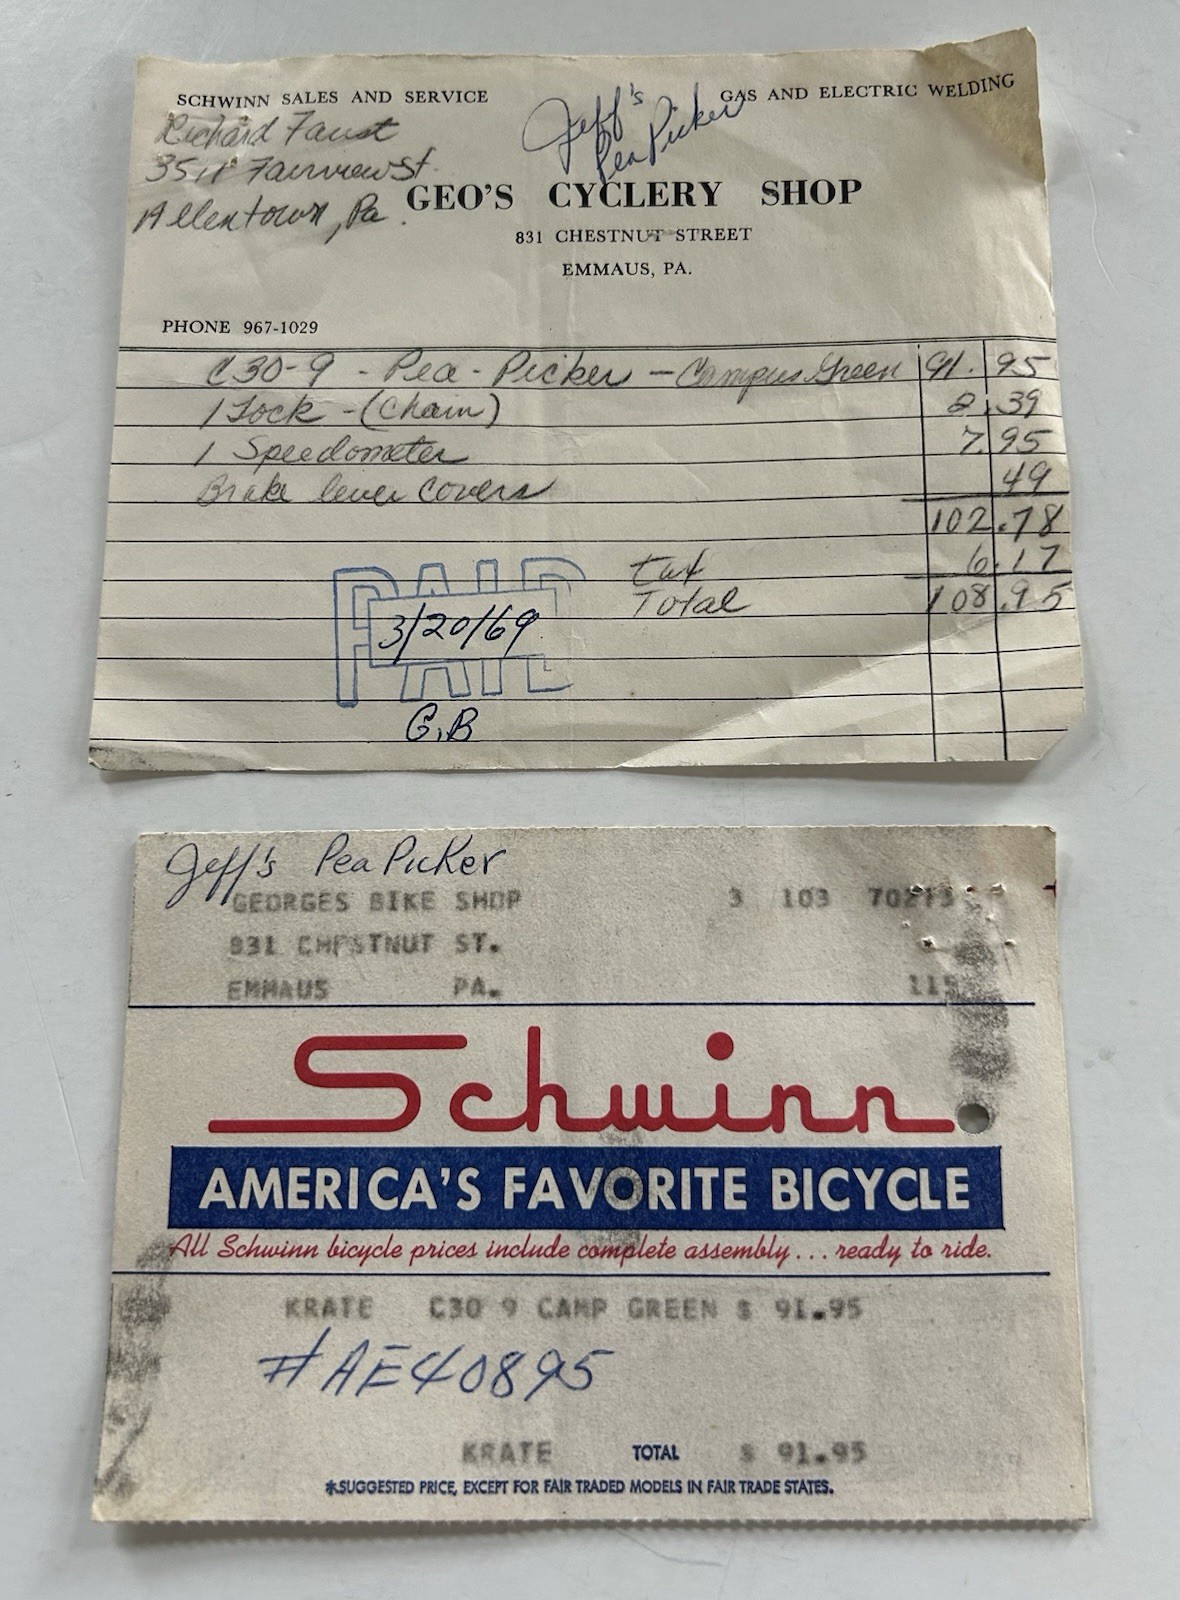 SCHWINN SALES AND SERVICE
GAS AND ELECTRIC WELDING
Jeff's
Pea Picker
Richard Faust
Fairview St.
Allentown, Pa.
GEO'S CYCLERY SHOP
831 CHESTNUT STREET
EMMAUS, PA.
PHONE 967-1029
C30-9 - Pea-Picker - Campus Green 91.95
1 Lock - (Chain) 2.39
1 Speedometer 7.95
Brake lever covers 49
102.78
tax 6.17
Total 108.95
PAID
3/20/69
G.B
Jeff's Pea Picker
GEORGES BIKE SHOP 3 103 70213
831 CHESTNUT ST.
EMMAUS PA. 115
Schwinn
AMERICA'S FAVORITE BICYCLE
All Schwinn bicycle prices include complete assembly... ready to ride.
KRATE C30 9 CAMP GREEN $ 91.95
#AE40895
KRATE TOTAL $ 91.95
*SUGGESTED PRICE, EXCEPT FOR FAIR TRADED MODELS IN FAIR TRADE STATES.